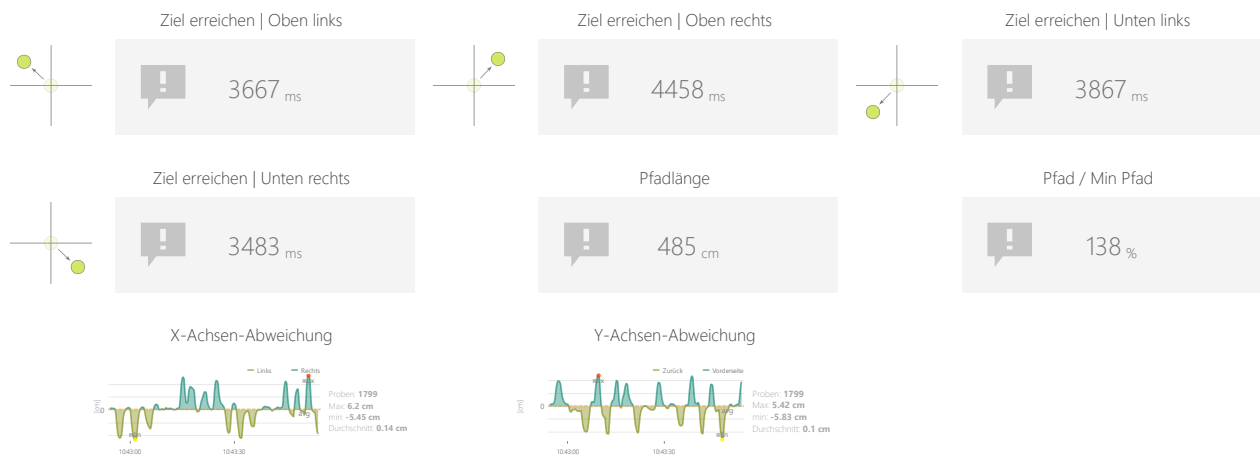 Ziel erreichen | Oben links
Ziel erreichen | Oben rechts
Ziel erreichen | Unten links
3667 ms
4458 ms
3867 ms
Ziel erreichen | Unten rechts
Pfadlänge
Pfad / Min Pfad
3483 ms
485 cm
138 %
X-Achsen-Abweichung
Links
Rechts
max
[cm]
0
avg
min
10:43:00
10:43:30
Proben: 1799
Max: 6.2 cm
min: -5.45 cm
Durchschnitt: 0.14 cm
Y-Achsen-Abweichung
Zurück
Vorderseite
max
[cm]
0
avg
min
10:43:00
10:43:30
Proben: 1799
Max: 5.42 cm
min: -5.83 cm
Durchschnitt: 0.1 cm